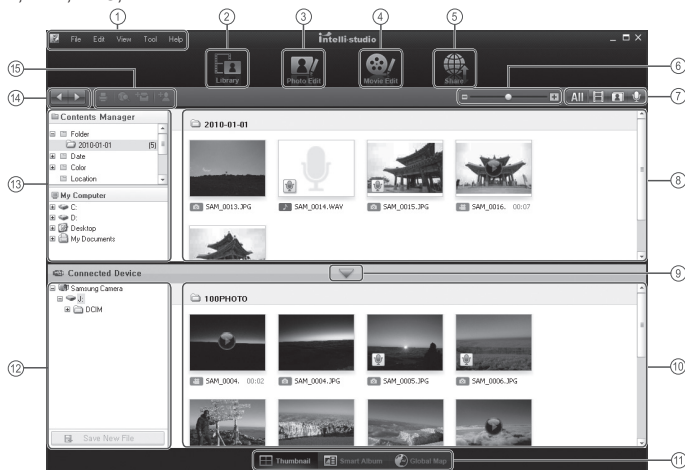 1 2 3 4 5
File Edit View Tool Help
intelli-studio
Library Photo Edit Movie Edit Share
15 6
14 All 7
Contents Manager
Folder
2010-01-01 (5)
Date
Color
Location
13
My Computer
C:
D:
Desktop
My Documents
2010-01-01
8
SAM_0013.JPG SAM_0014.WAV SAM_0015.JPG SAM_0016. 00:07
Connected Device
9
Samsung Camera
J:
DCIM
12
Save New File
100PHOTO
10
SAM_0004. 00:02 SAM_0004.JPG SAM_0005.JPG SAM_0006.JPG
Thumbnail Smart Album Global Map
11